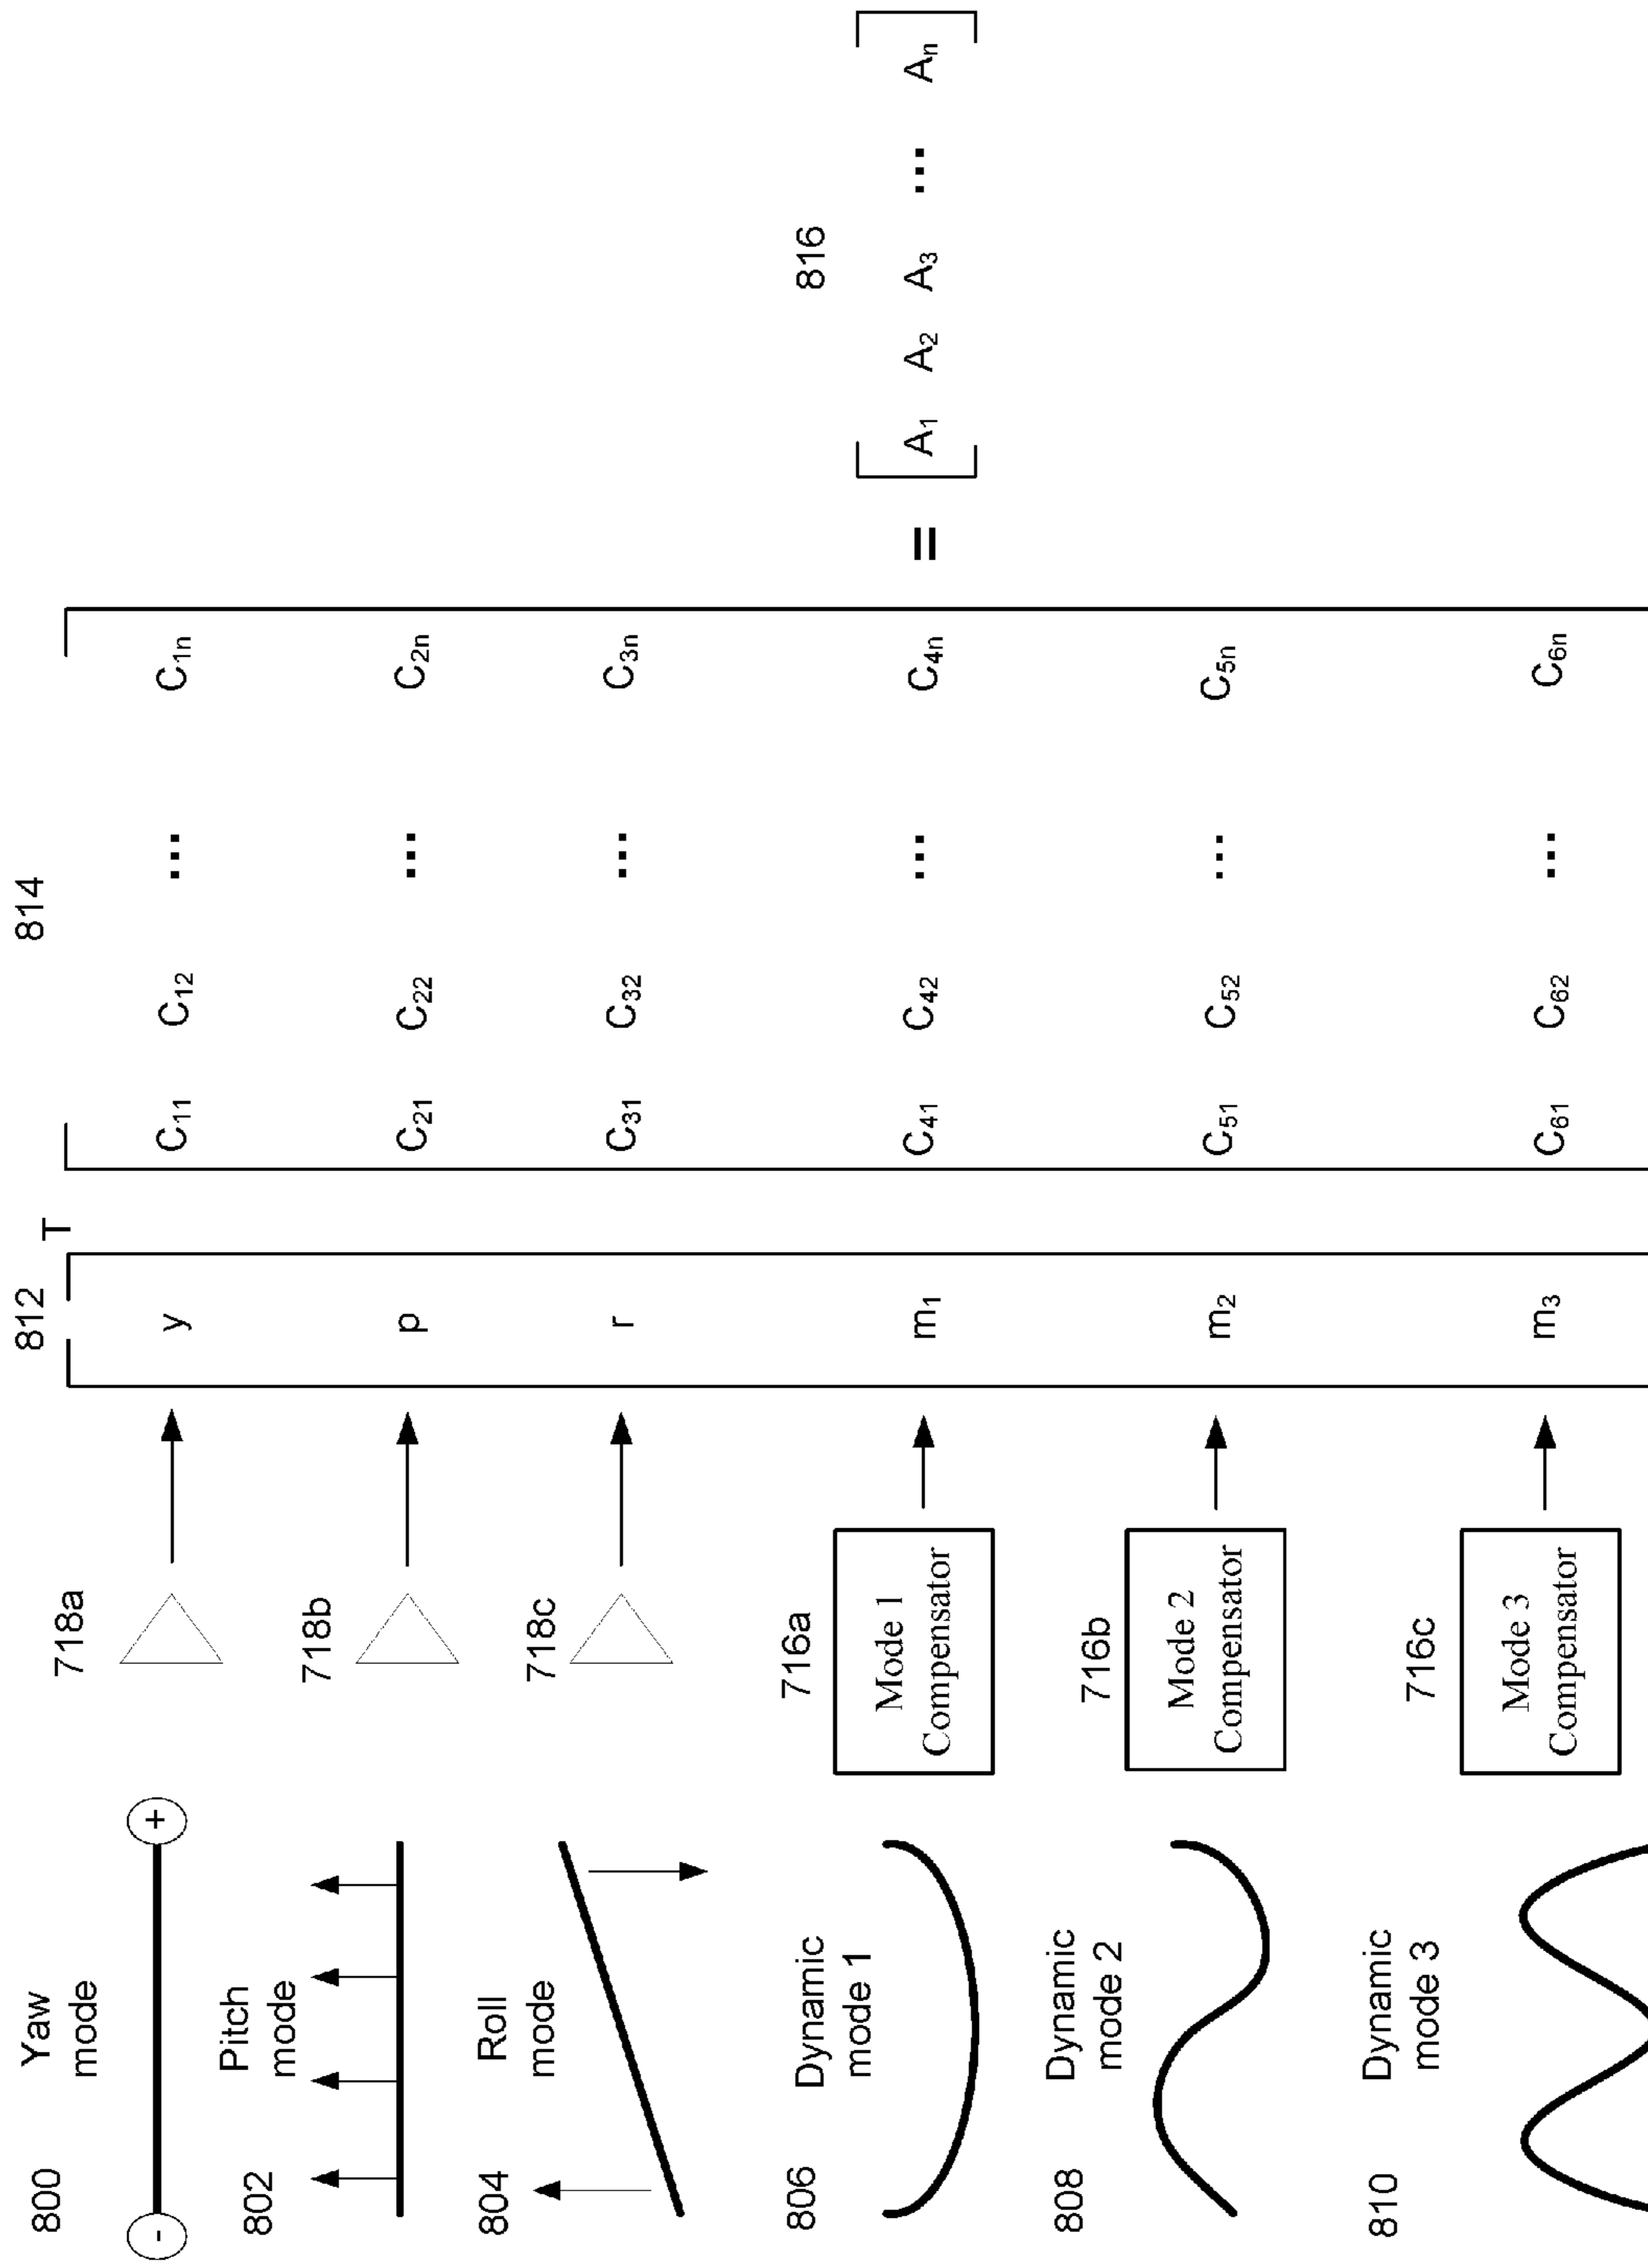 812 T 814
800 Yaw
mode
- +
718a
y C11 C12 ... C1n
802 Pitch
mode
718b
p C21 C22 ... C2n
804 Roll
mode
718c
r C31 C32 ... C3n
816
806 Dynamic
mode 1
716a
Mode 1
Compensator
m1 C41 C42 ... C4n = A1 A2 A3 ... An
808 Dynamic
mode 2
716b
Mode 2
Compensator
m2 C51 C52 ... C5n
810 Dynamic
mode 3
716c
Mode 3
Compensator
m3 C61 C62 ... C6n